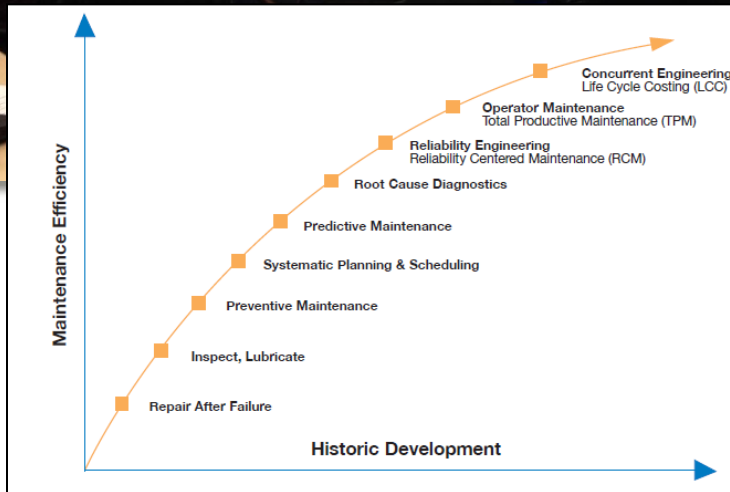 Maintenance Efficiency
Concurrent Engineering
Life Cycle Costing (LCC)
Operator Maintenance
Total Productive Maintenance (TPM)
Reliability Engineering
Reliability Centered Maintenance (RCM)
Root Cause Diagnostics
Predictive Maintenance
Systematic Planning & Scheduling
Preventive Maintenance
Inspect, Lubricate
Repair After Failure
Historic Development